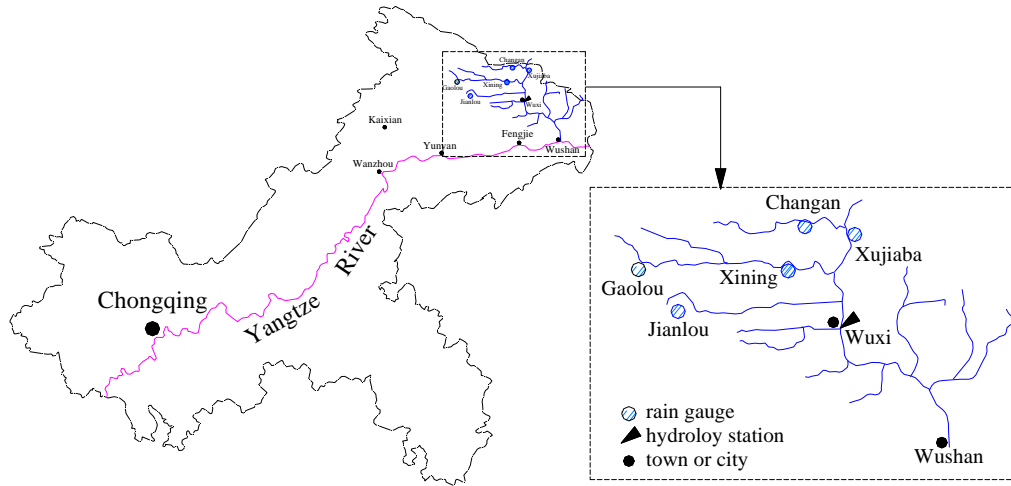 Changan
Xujiaba
Gaolou
Xining
Jianlou
Wuxi
Kaixian
Fengjie
Yunyan
Wushan
Wanzhou
Chongqing
Yangtze
River
Changan
Xujiaba
Xining
Gaolou
Jianlou
Wuxi
rain gauge
hydroloy station
town or city
Wushan